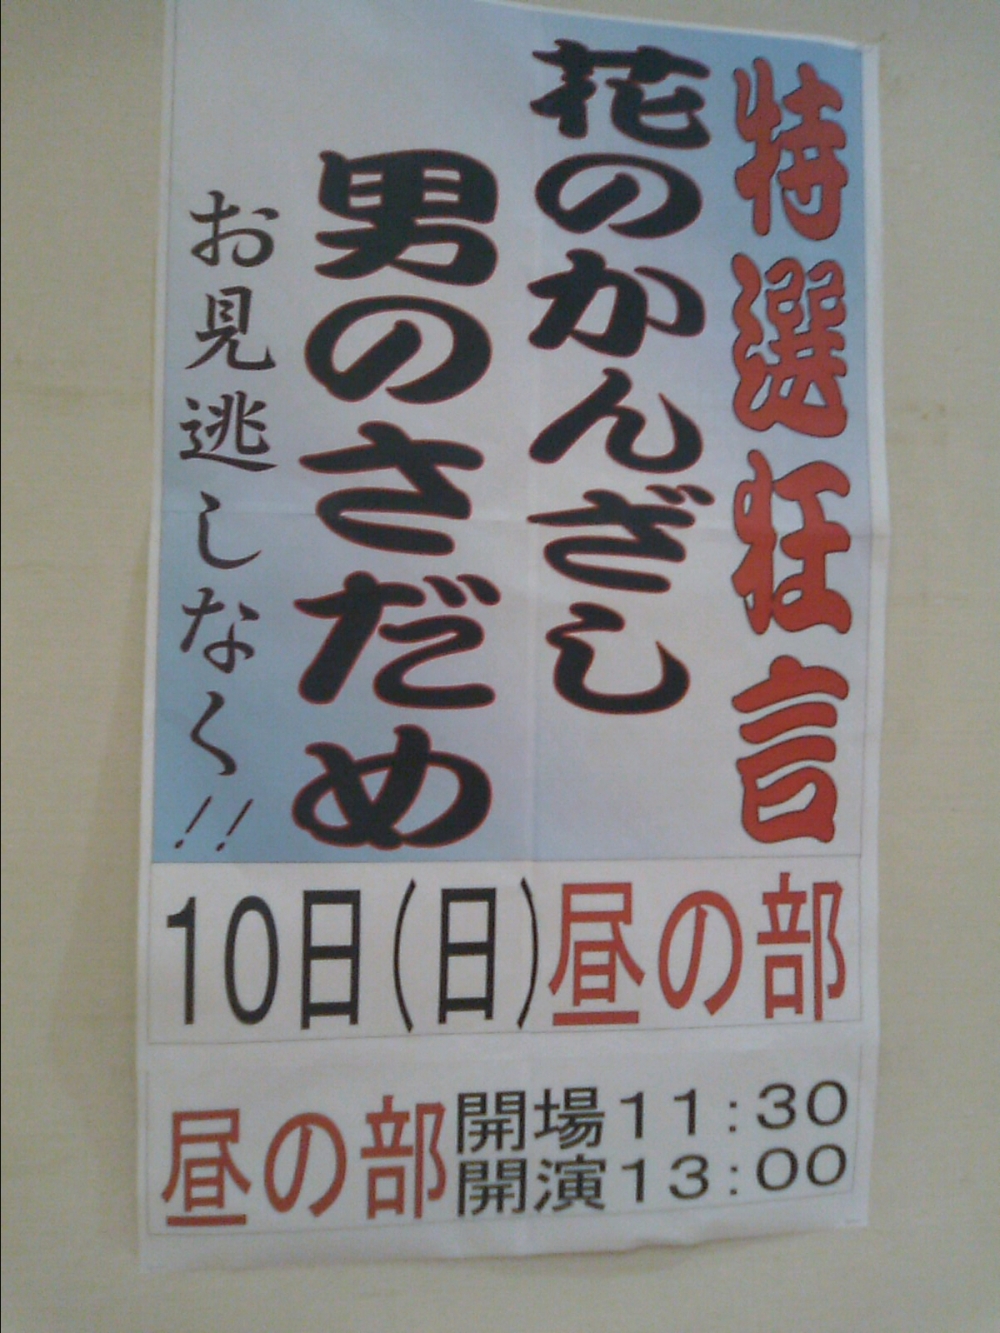 特選狂言
花のかんざし
男のさだめ
お見逃しなく!!
10日(日)昼の部
昼の部
開場11:30
開演13:00